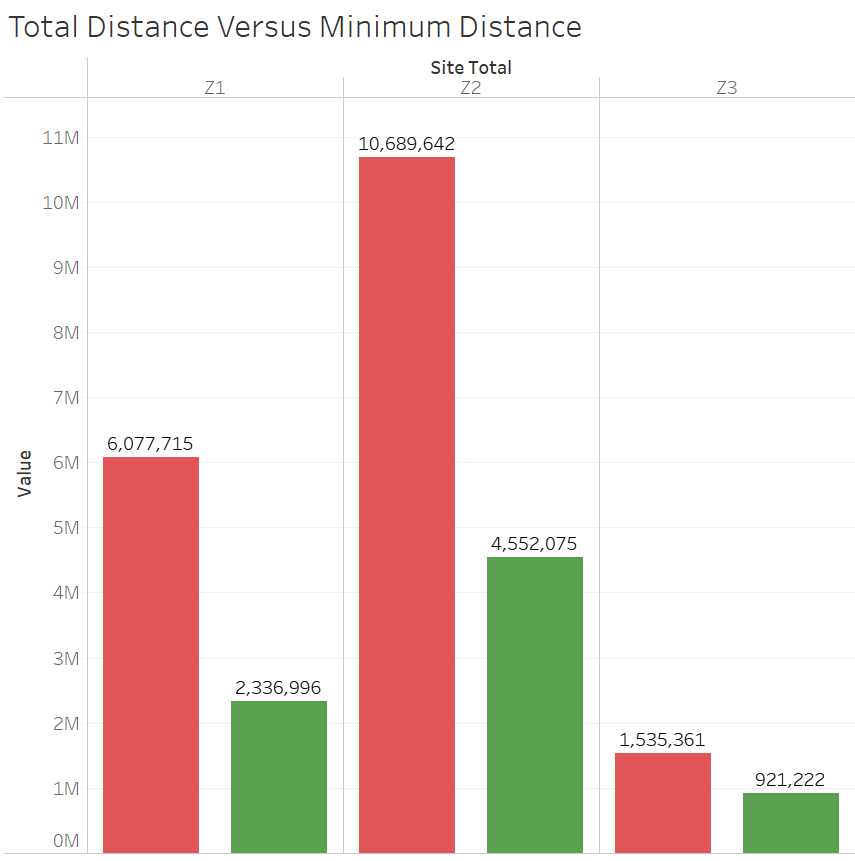 Total Distance Versus Minimum Distance
Site Total
Z1 Z2 Z3
11M
10,689,642
10M
9M
8M
7M
6,077,715
6M
Value
5M
4,552,075
4M
3M
2,336,996
2M
1,535,361
921,222
1M
0M